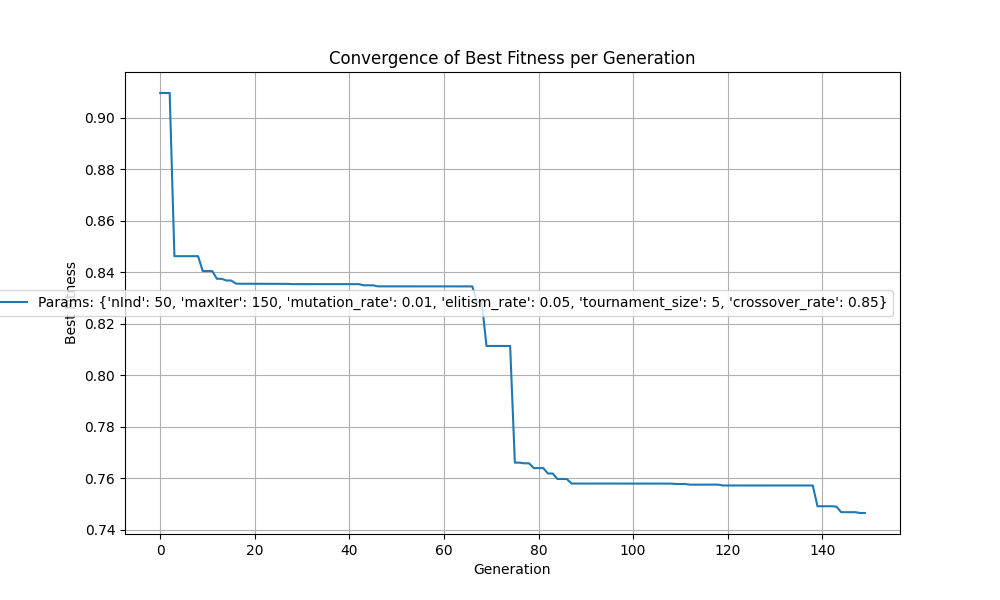 Convergence of Best Fitness per Generation
0.90
0.88
0.86
0.84
0.82
0.80
0.78
0.76
0.74
Best
Params: {'nInd': 50, 'maxIter': 150, 'mutation_rate': 0.01, 'elitism_rate': 0.05, 'tournament_size': 5, 'crossover_rate': 0.85}
0 20 40 60 80 100 120 140
Generation